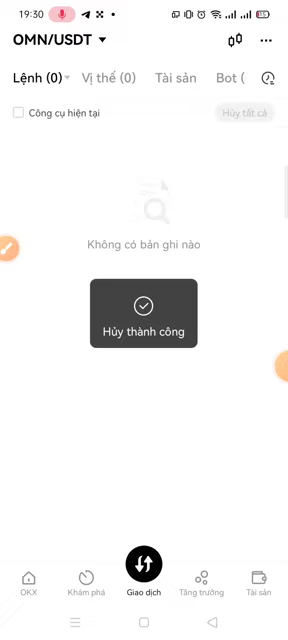 19:30
OMN/USDT
Lệnh (0) Vị thế (0) Tài sản Bot (
Công cụ hiện tại Hủy tất cả
Không có bản ghi nào
Hủy thành công
OKX Khám phá Giao dịch Tăng trưởng Tài sản